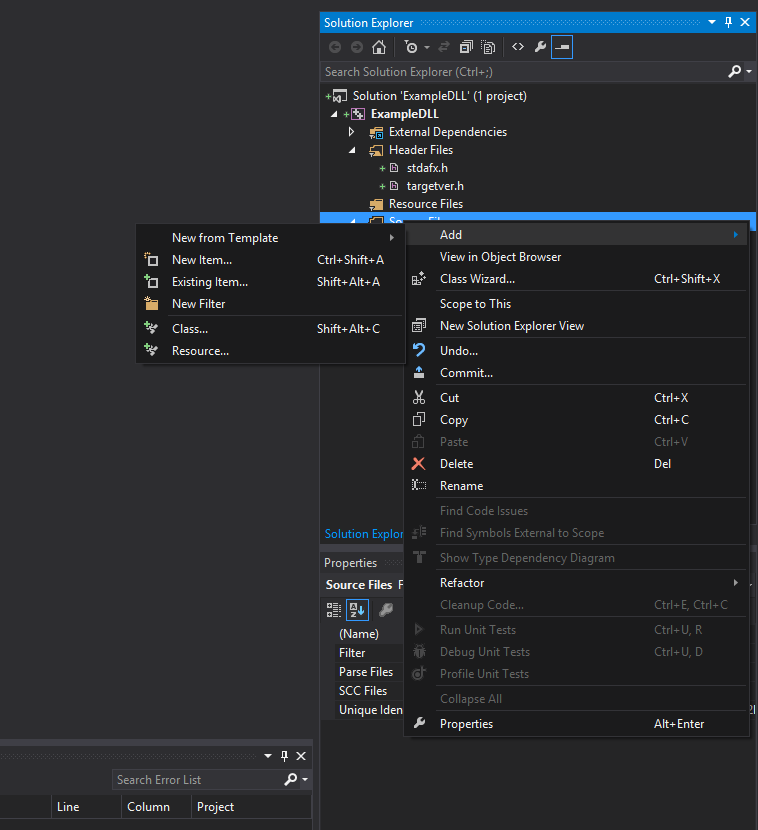 Solution Explorer
Search Solution Explorer (Ctrl+;)
Solution 'ExampleDLL' (1 project)
ExampleDLL
External Dependencies
Header Files
stdafx.h
targetver.h
Resource Files
New from Template
New Item... Ctrl+Shift+A
Existing Item... Shift+Alt+A
New Filter
Class... Shift+Alt+C
Resource...
Add
View in Object Browser
Class Wizard... Ctrl+Shift+X
Scope to This
New Solution Explorer View
Undo...
Commit...
Cut Ctrl+X
Copy Ctrl+C
Paste Ctrl+V
Delete Del
Rename
Find Code Issues
Find Symbols External to Scope
Show Type Dependency Diagram
Refactor
Cleanup Code... Ctrl+E, Ctrl+C
Run Unit Tests Ctrl+U, R
Debug Unit Tests Ctrl+U, D
Profile Unit Tests
Collapse All
Properties Alt+Enter
Solution Explor
Properties
Source Files F
(Name)
Filter
Parse Files
SCC Files
Unique Iden
Search Error List
Line Column Project